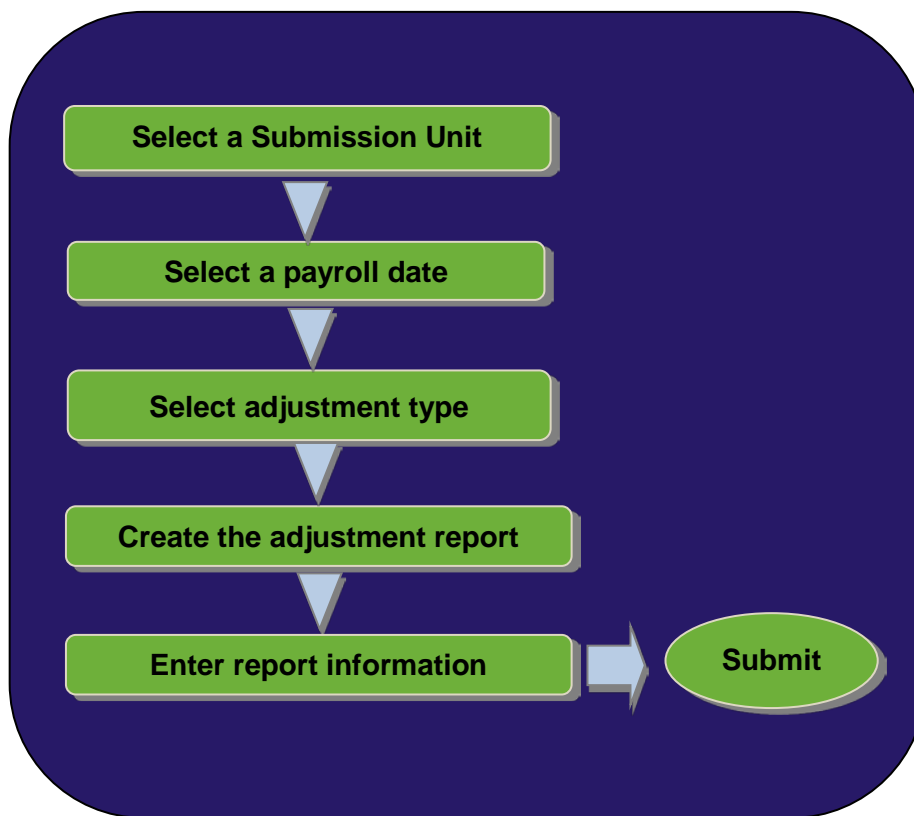 Select a Submission Unit
Select a payroll date
Select adjustment type
Create the adjustment report
Enter report information
Submit